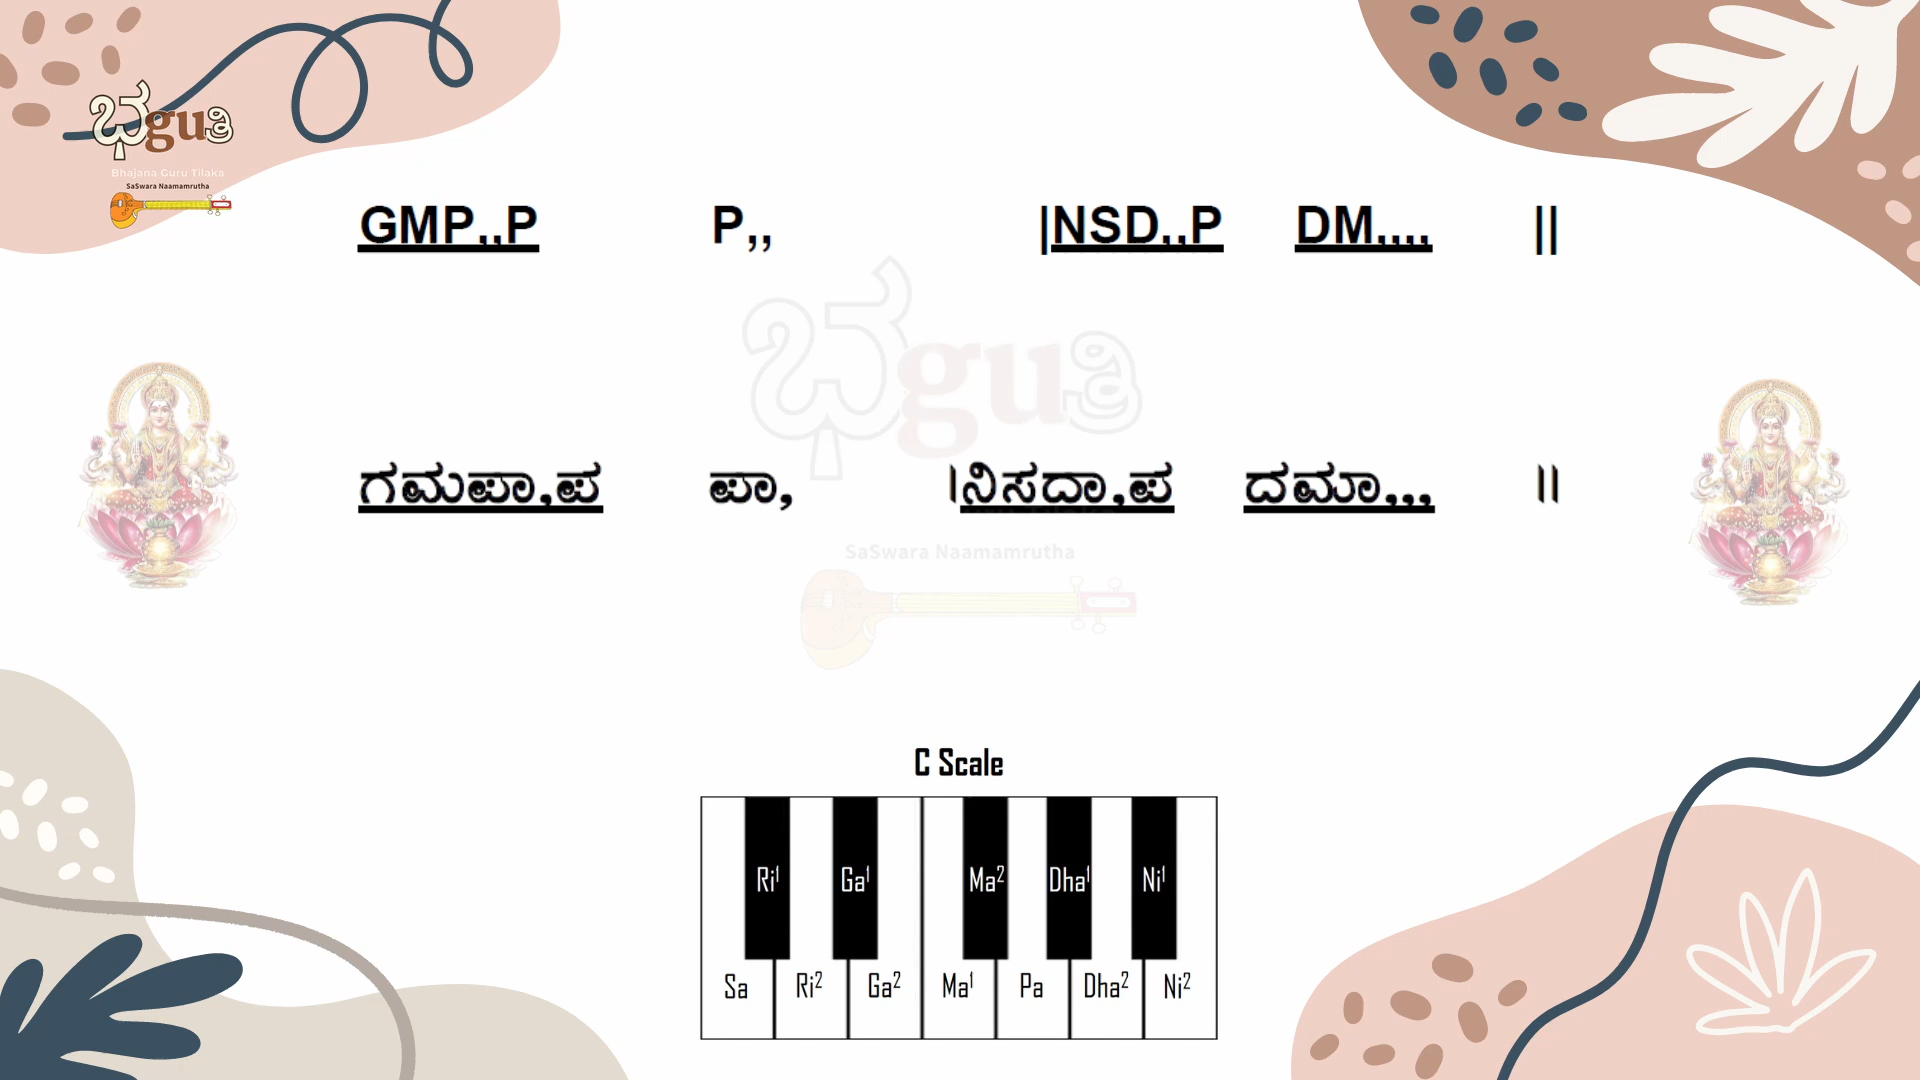 ಭguತಿ
Bhajana Guru Tilaka
SaSwara Naamamrutha
GMP,,P P,, |NSD,,P DM,,,, ||
ಗಮಪಾ,ಪ ಪಾ, ।ನಿಸದಾ,ಪ ದಮಾ,,, ॥
SaSwara Naamamrutha
C Scale
Ri¹ Ga¹ Ma² Dha¹ Ni¹
Sa Ri² Ga² Ma¹ Pa Dha² Ni²